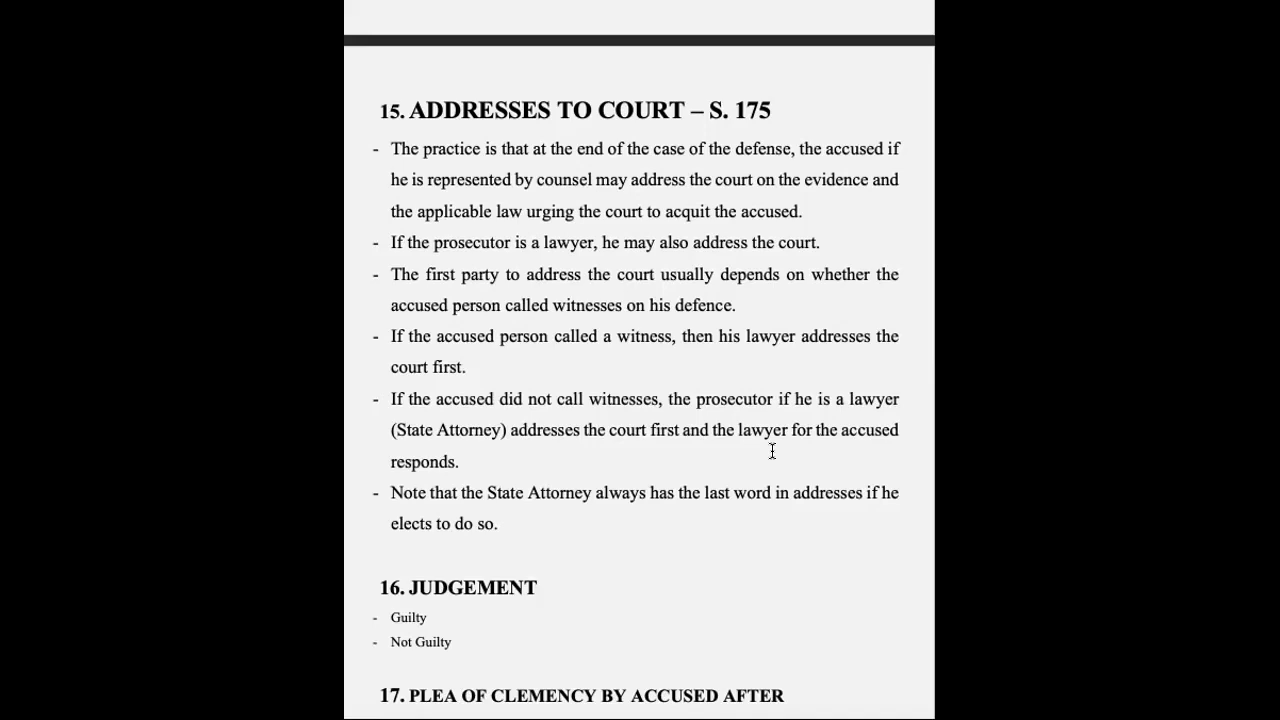 15. ADDRESSES TO COURT – S. 175
- The practice is that at the end of the case of the defense, the accused if
he is represented by counsel may address the court on the evidence and
the applicable law urging the court to acquit the accused.
- If the prosecutor is a lawyer, he may also address the court.
- The first party to address the court usually depends on whether the
accused person called witnesses on his defence.
- If the accused person called a witness, then his lawyer addresses the
court first.
- If the accused did not call witnesses, the prosecutor if he is a lawyer
(State Attorney) addresses the court first and the lawyer for the accused
responds.
- Note that the State Attorney always has the last word in addresses if he
elects to do so.
16. JUDGEMENT
- Guilty
- Not Guilty
17. PLEA OF CLEMENCY BY ACCUSED AFTER